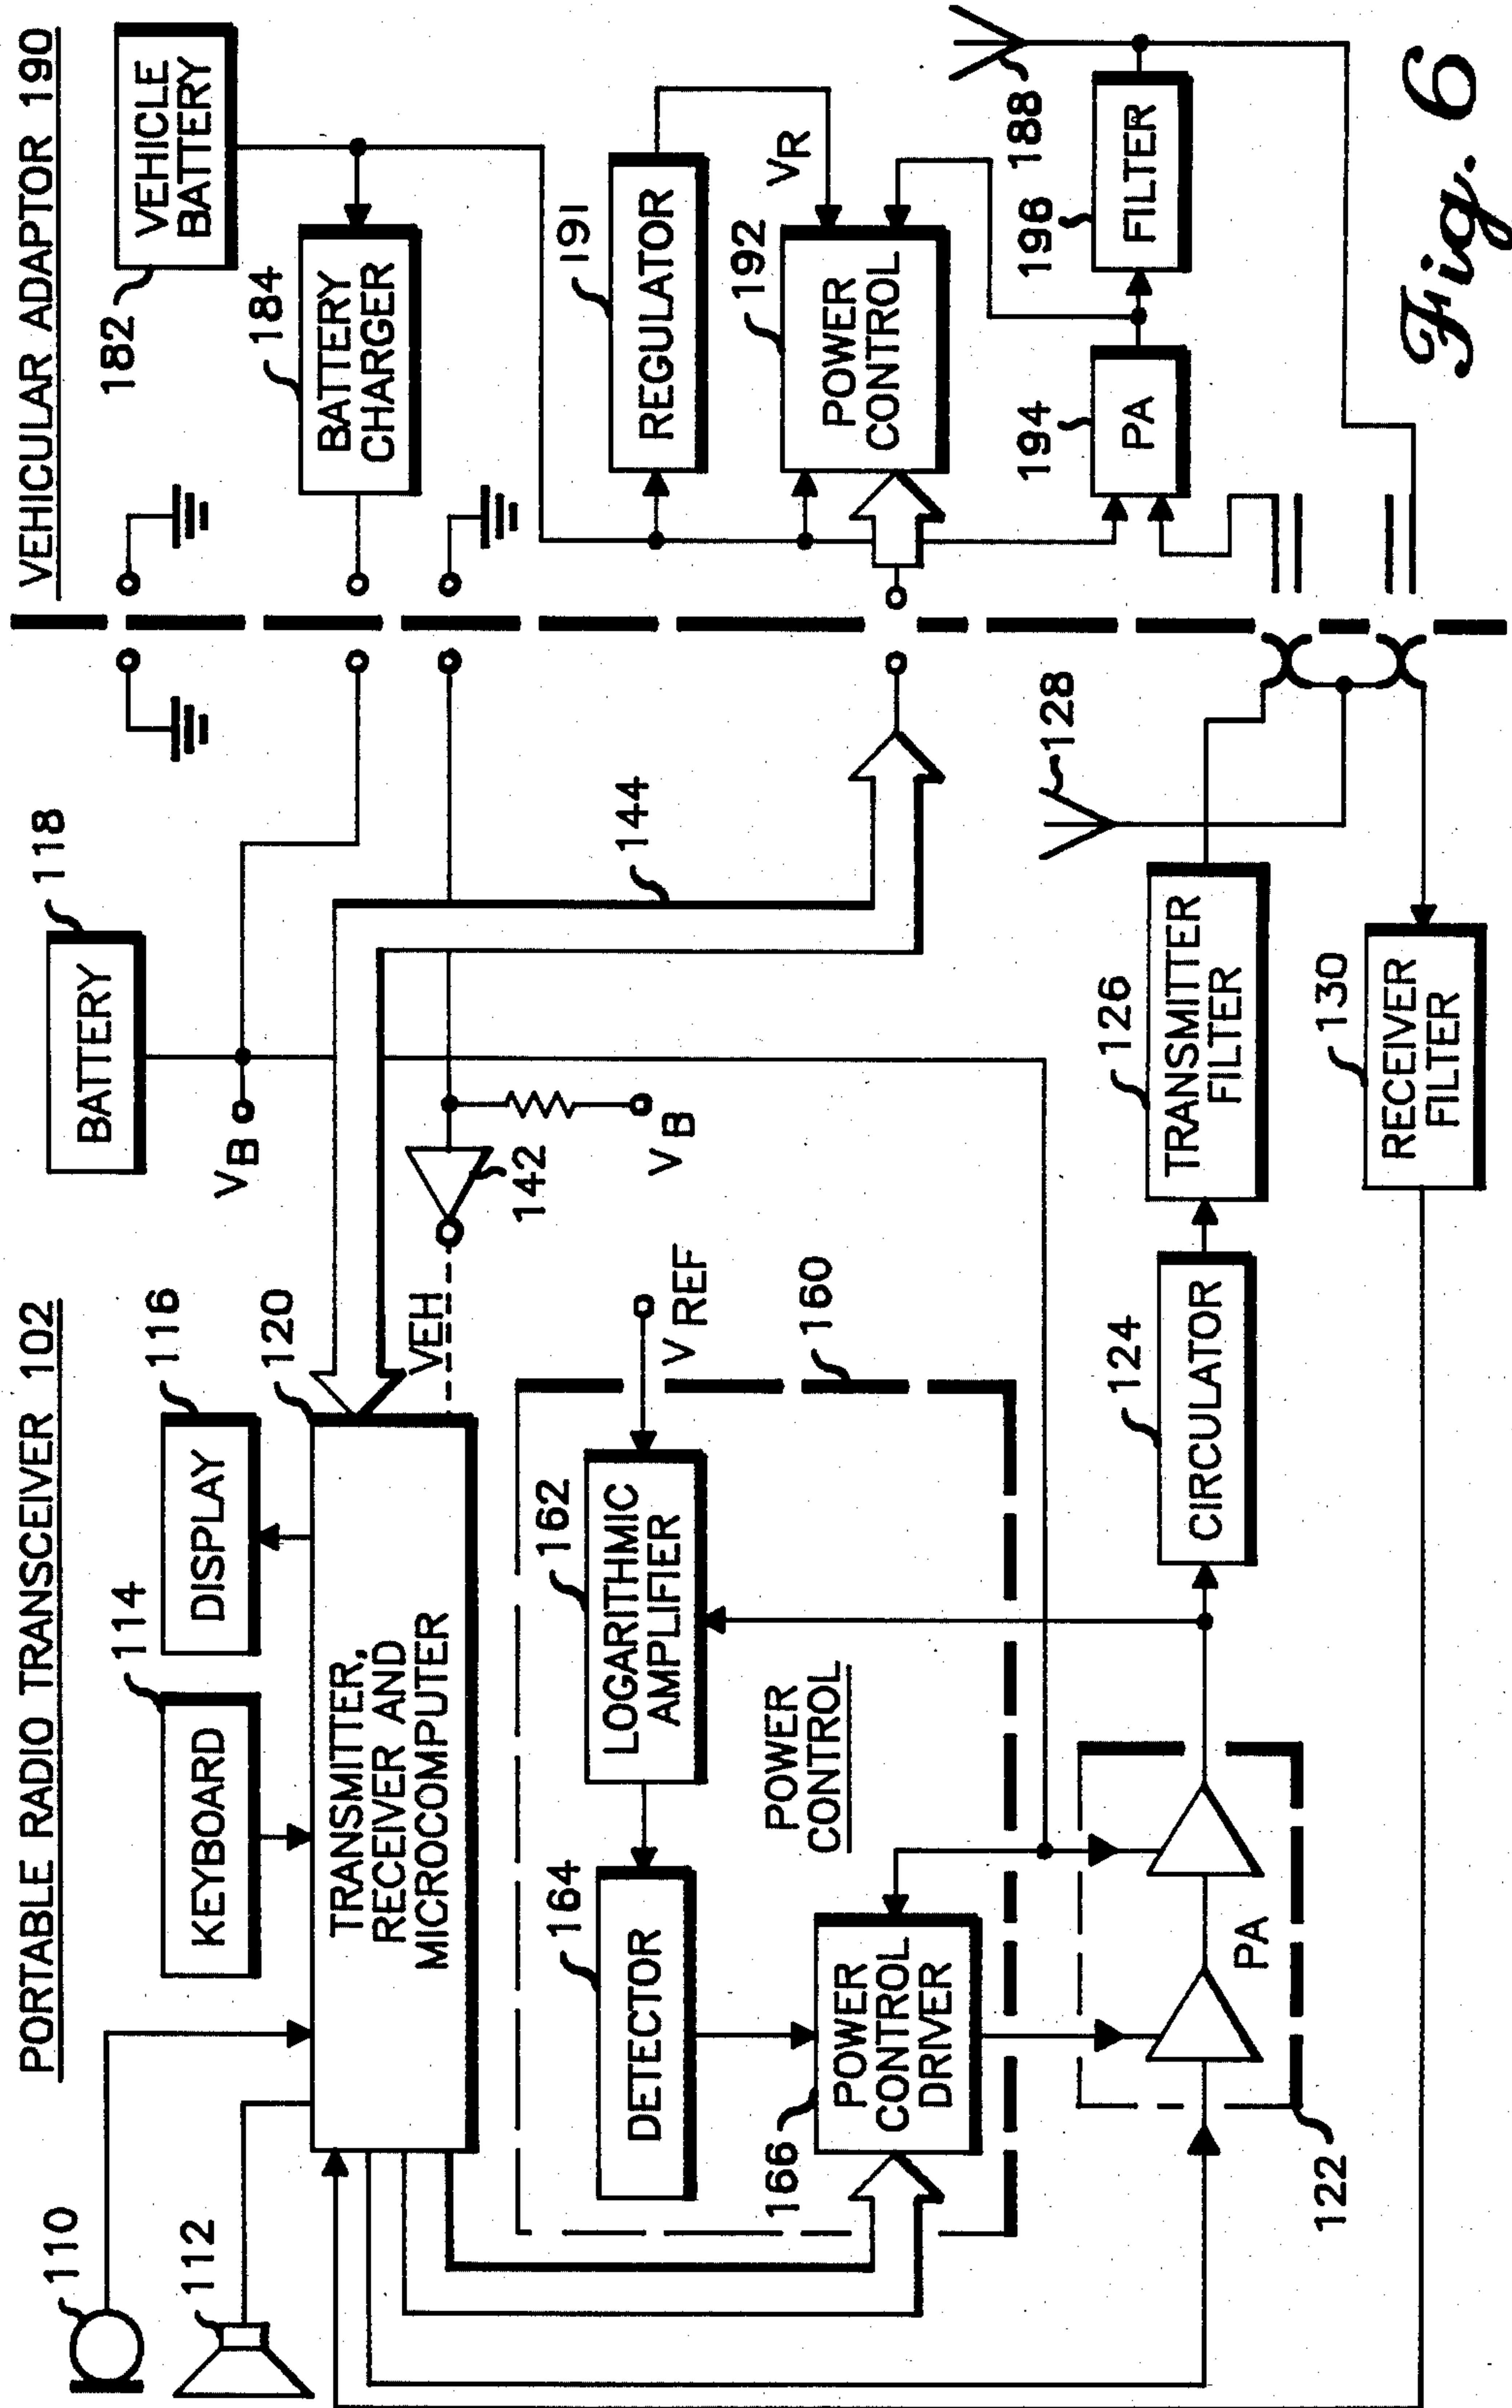 PORTABLE RADIO TRANSCEIVER 102
VEHICULAR ADAPTOR 190
110
112
114
KEYBOARD
116
DISPLAY
120
TRANSMITTER,
RECEIVER AND
MICROCOMPUTER
118
BATTERY
VB
VEH
142
VB
144
VREF
160
162
LOGARITHMIC
AMPLIFIER
164
DETECTOR
POWER
CONTROL
166
POWER
CONTROL
DRIVER
PA
122
124
CIRCULATOR
126
TRANSMITTER
FILTER
128
130
RECEIVER
FILTER
182
VEHICLE
BATTERY
184
BATTERY
CHARGER
191
REGULATOR
VR
192
POWER
CONTROL
194
PA
196
FILTER
188
Fig. 6